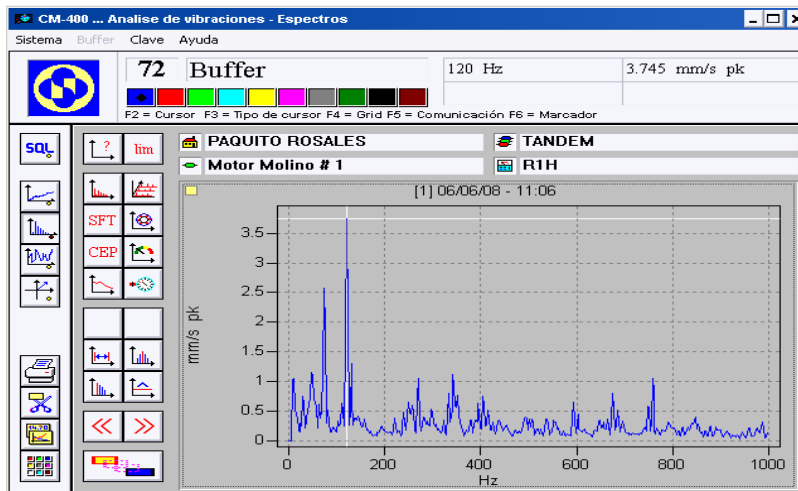 CM-400 ... Analise de vibraciones - Espectros
Sistema Buffer Clave Ayuda
72 Buffer 120 Hz 3.745 mm/s pk
F2 = Cursor F3 = Tipo de cursor F4 = Grid F5 = Comunicación F6 = Marcador
SQL ? lim PAQUITO ROSALES TANDEM
Motor Molino # 1 R1H
SFT
CEP
[1] 06/06/08 - 11:06
mm/s pk
3.5
3
2.5
2
1.5
1
0.5
0
0 200 400 600 800 1000
Hz
14.70